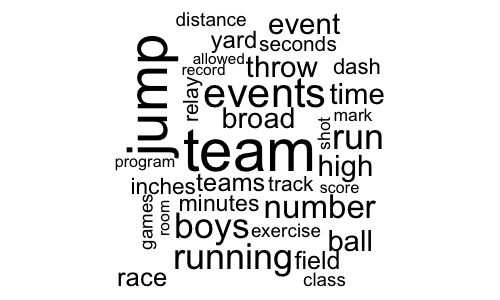 distance
event
yard
seconds
allowed
record
throw
dash
jump
relay
events
time
broad
shot
mark
run
team
program
high
inches
teams
track
score
games
room
minutes
number
boys
exercise
ball
running
field
race
class